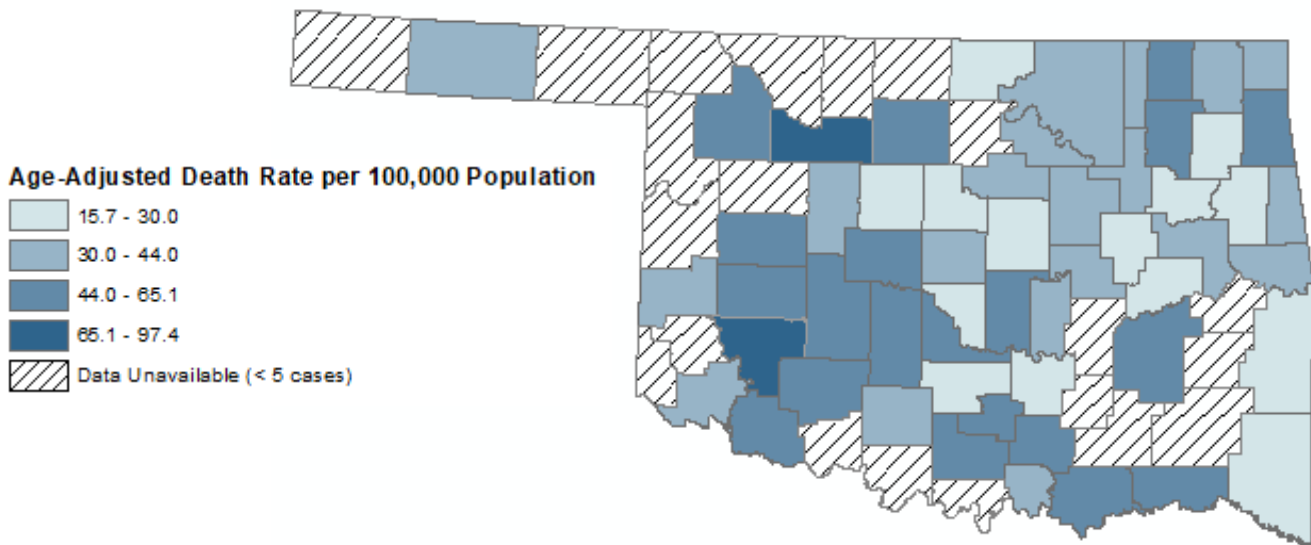 Age-Adjusted Death Rate per 100,000 Population
15.7 - 30.0
30.0 - 44.0
44.0 - 65.1
65.1 - 97.4
Data Unavailable (< 5 cases)